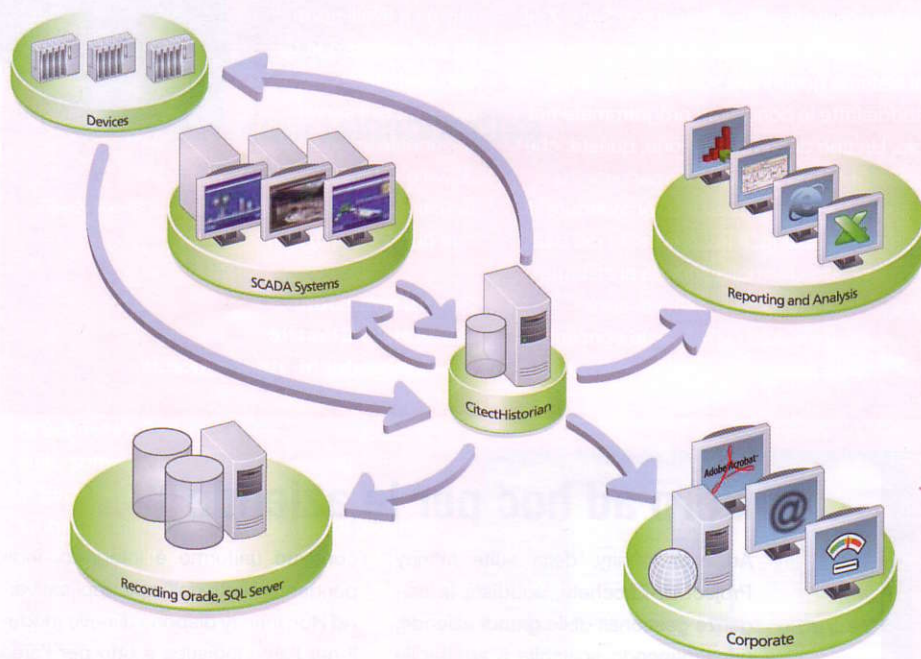 Devices
SCADA Systems
Reporting and Analysis
CitectHistorian
Recording Oracle, SQL Server
Adobe Acrobat
@
Corporate